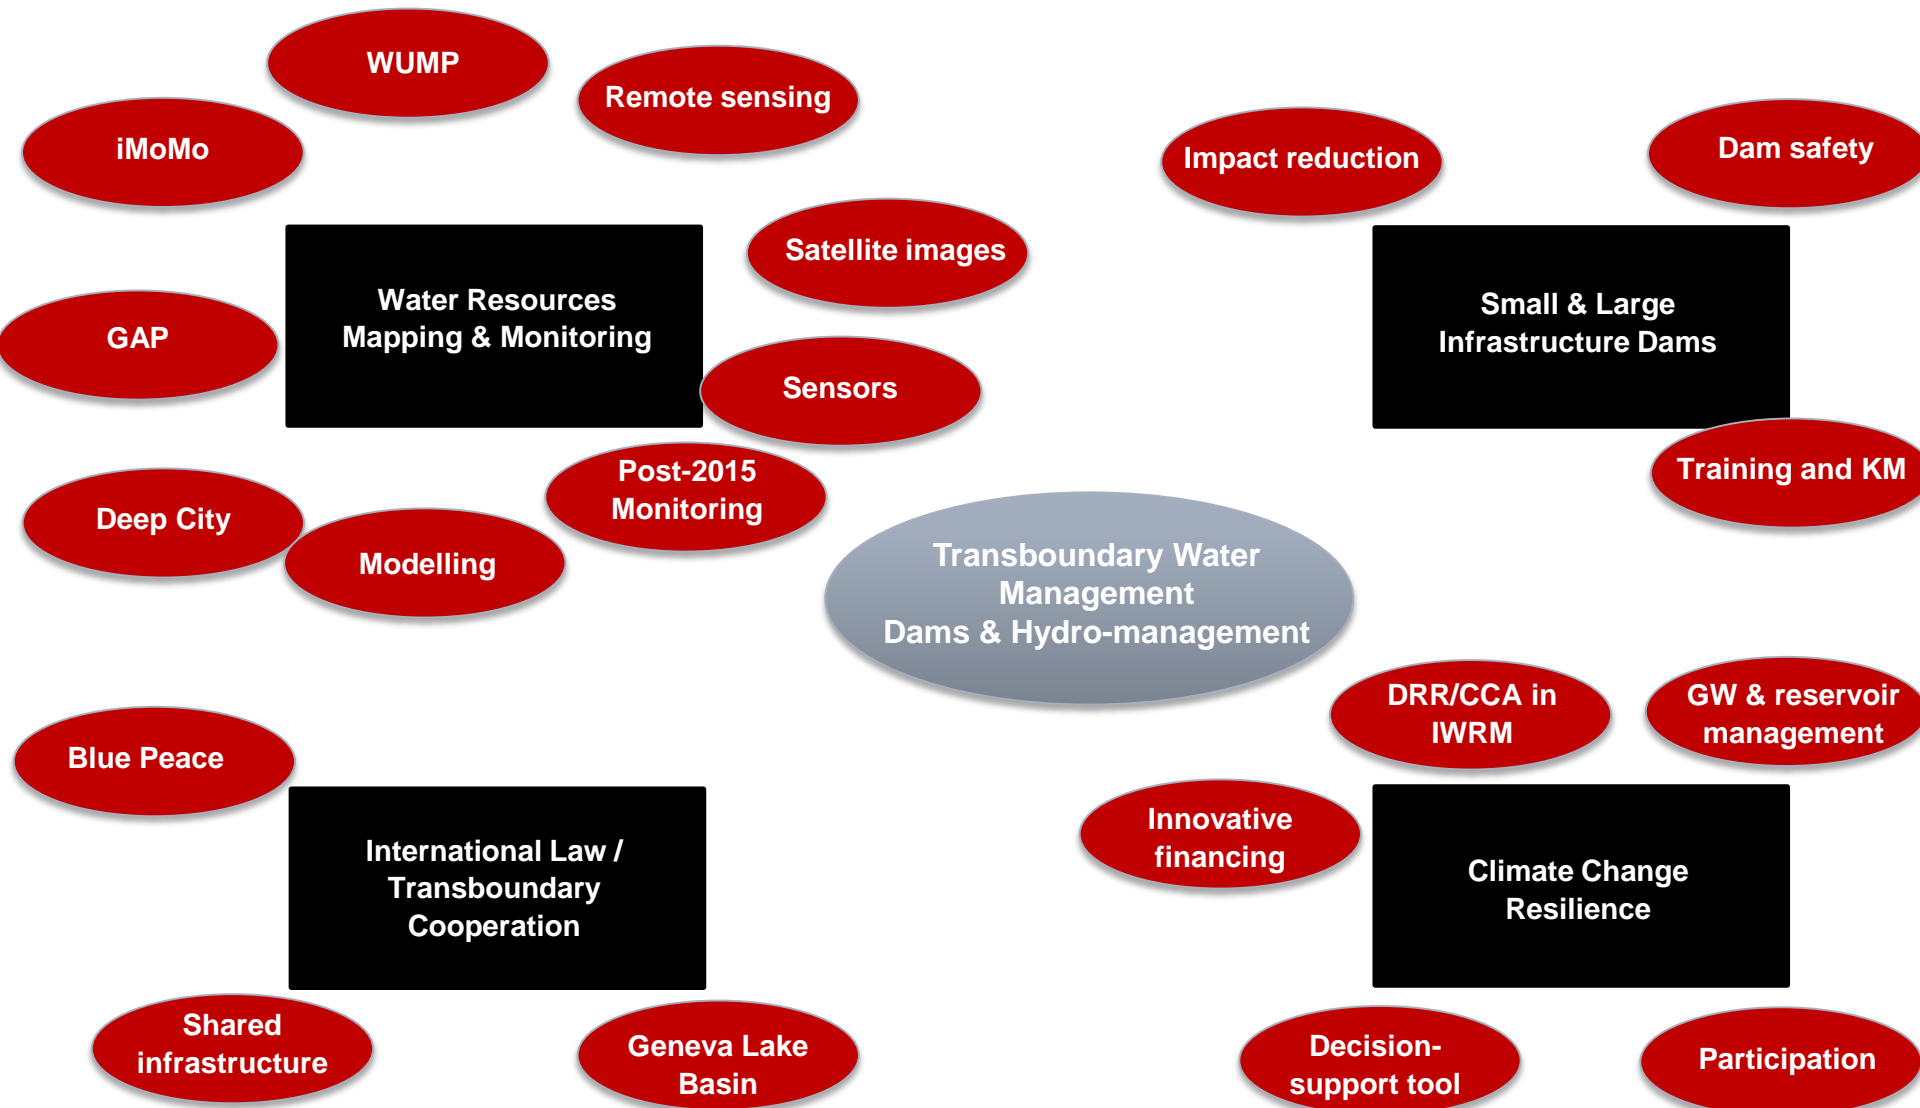 WUMP
Remote sensing
iMoMo
Satellite images
Water Resources
Mapping & Monitoring
GAP
Sensors
Post-2015
Monitoring
Deep City
Modelling
Impact reduction
Dam safety
Small & Large
Infrastructure Dams
Training and KM
Transboundary Water
Management
Dams & Hydro-management
Blue Peace
International Law /
Transboundary
Cooperation
Shared
infrastructure
Geneva Lake
Basin
DRR/CCA in
IWRM
GW & reservoir
management
Innovative
financing
Climate Change
Resilience
Decision-
support tool
Participation